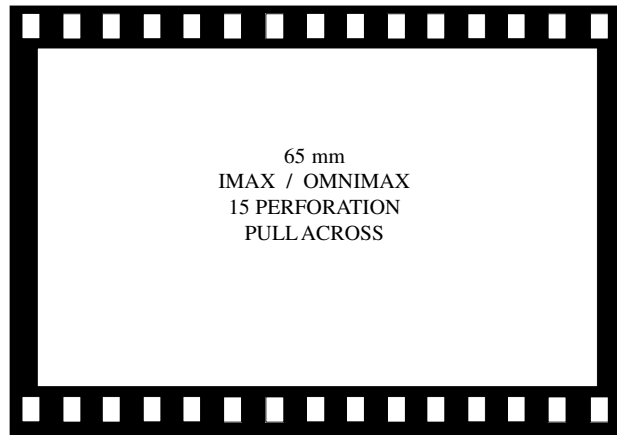 65 mm
IMAX / OMNIMAX
15 PERFORATION
PULL ACROSS